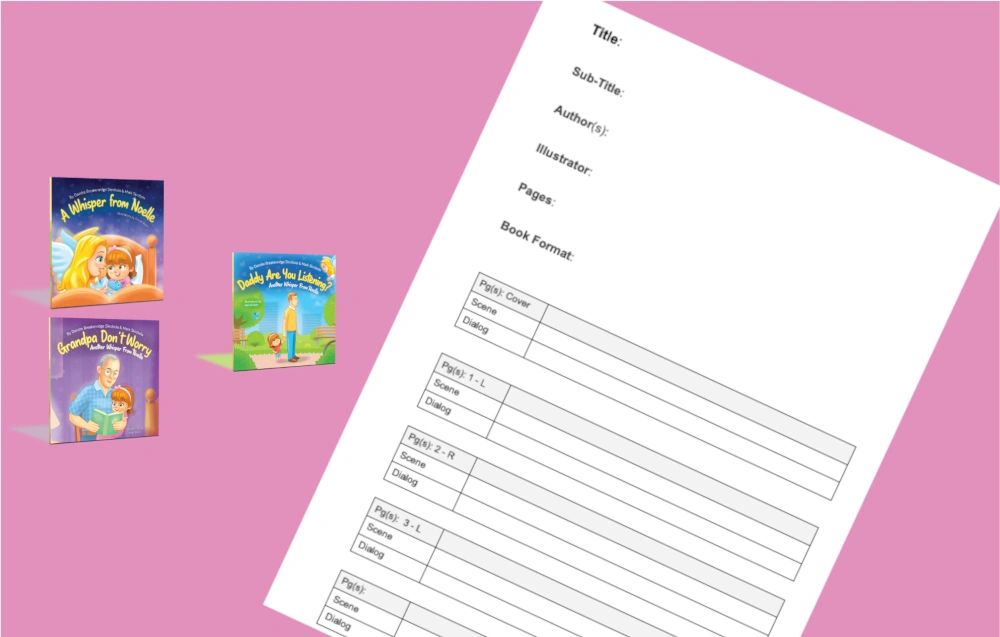 A Whisper from Noelle
Grandpa Don't Worry
Another Whisper From Noelle
Daddy Are You Listening?
Another Whisper From Noelle
Title:
Sub-Title:
Author(s):
Illustrator:
Pages:
Book Format:
Pg(s): Cover
Scene
Dialog
Pg(s): 1 - L
Scene
Dialog
Pg(s): 2 - R
Scene
Dialog
Pg(s): 3 - L
Scene
Dialog
Pg(s):
Scene
Dialog